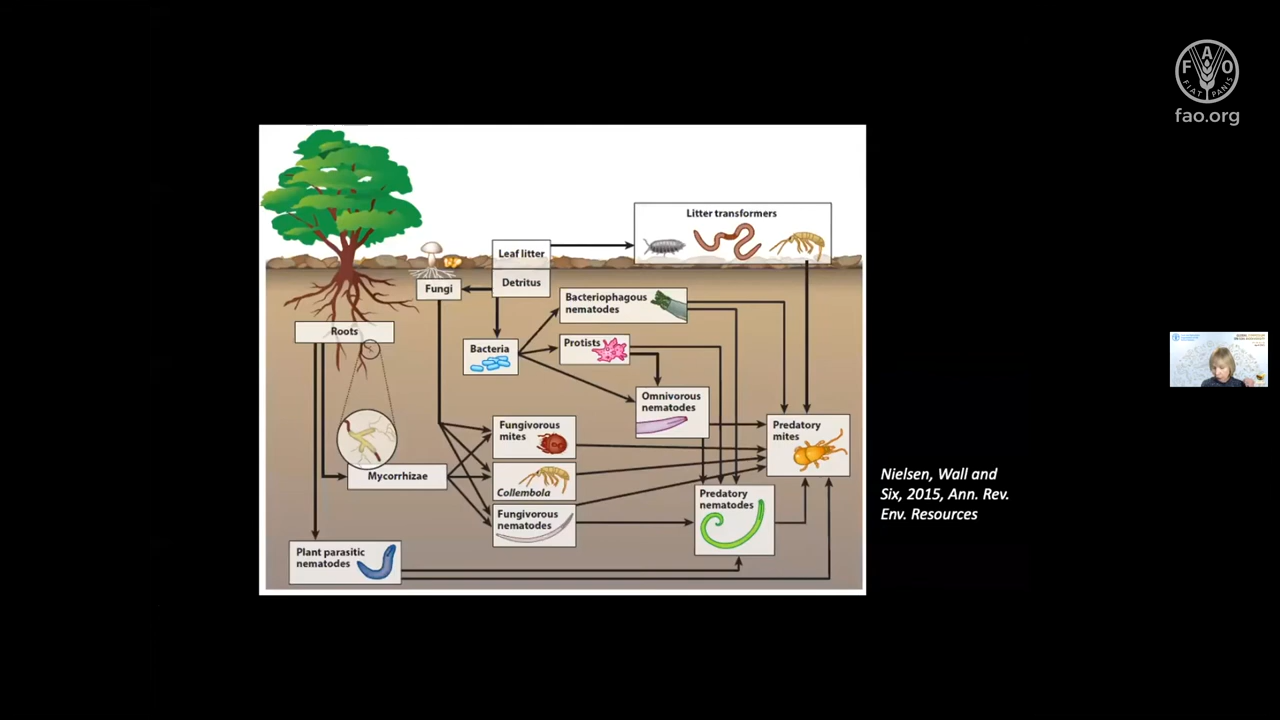 FAO
FIAT PANIS
fao.org
Litter transformers
Leaf litter
Detritus
Fungi
Bacteriophagous
nematodes
Roots
Bacteria
Protists
Omnivorous
nematodes
Fungivorous
mites
Predatory
mites
Mycorrhizae
Collembola
Predatory
nematodes
Fungivorous
nematodes
Plant parasitic
nematodes
Nielsen, Wall and
Six, 2015, Ann. Rev.
Env. Resources